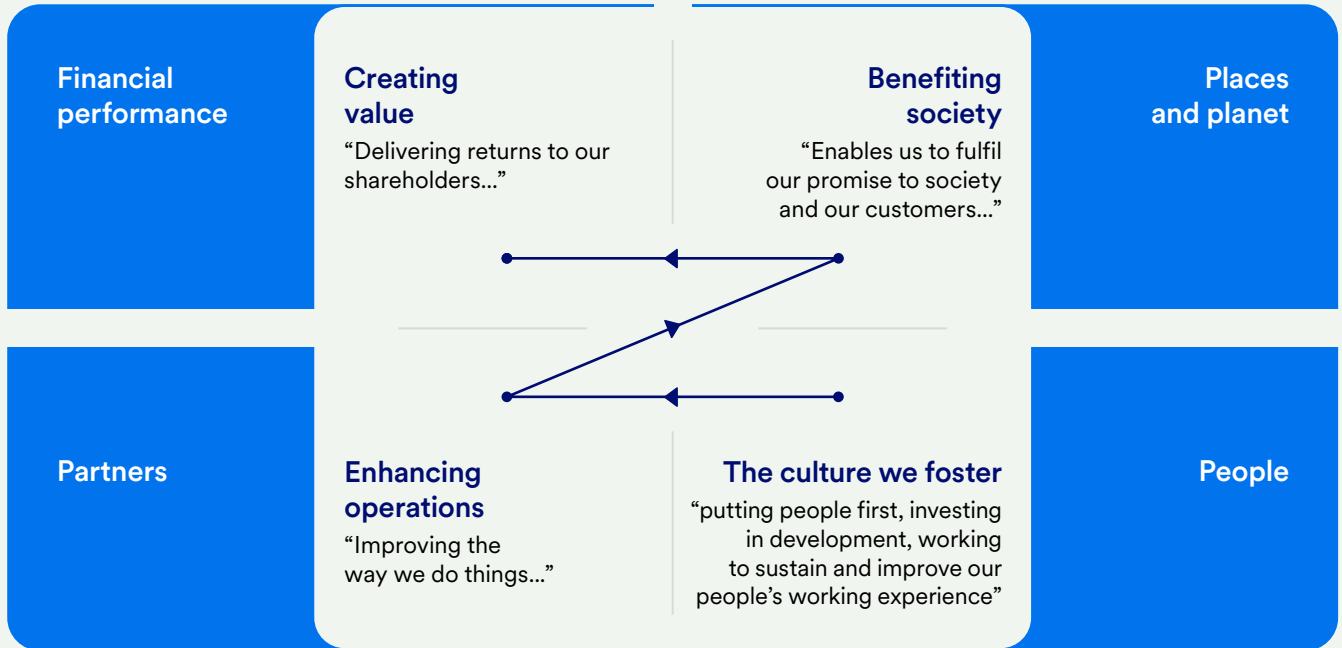 Financial
performance
Creating
value
“Delivering returns to our
shareholders...”
Benefiting
society
“Enables us to fulfil
our promise to society
and our customers...”
Places
and planet
Partners
Enhancing
operations
“Improving the
way we do things...”
The culture we foster
“putting people first, investing
in development, working
to sustain and improve our
people’s working experience”
People